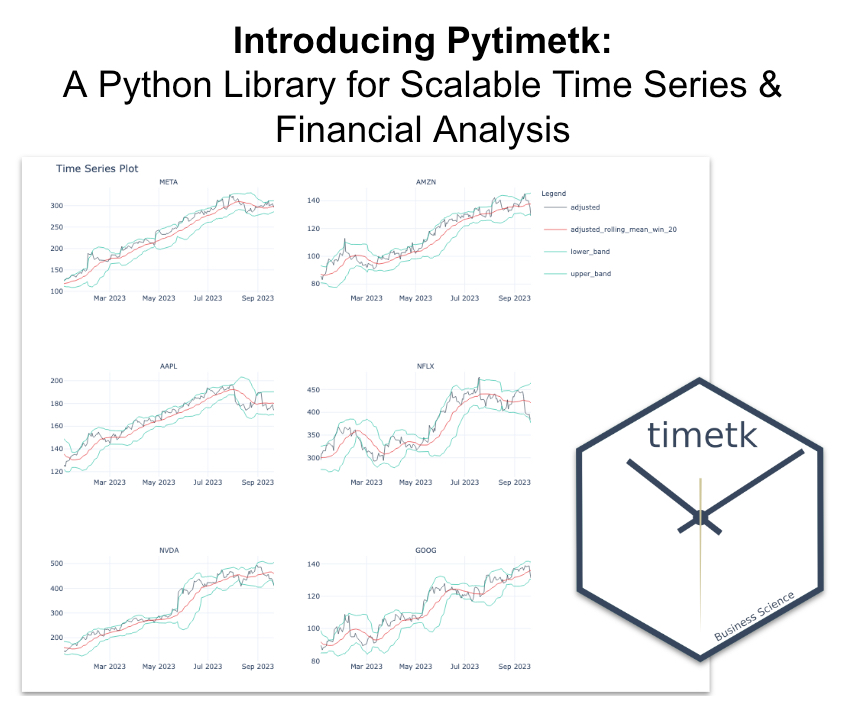 Introducing Pytimetk:
A Python Library for Scalable Time Series &
Financial Analysis
Time Series Plot
META
300
250
200
150
100
Mar 2023 May 2023 Jul 2023 Sep 2023
AMZN
140
120
100
80
Mar 2023 May 2023 Jul 2023 Sep 2023
Legend
adjusted
adjusted_rolling_mean_win_20
lower_band
upper_band
AAPL
200
180
160
140
120
Mar 2023 May 2023 Jul 2023 Sep 2023
NFLX
450
400
350
300
Mar 2023 May 2023 Jul 2023 Sep 2023
timetk
Business Science
NVDA
500
400
300
200
Mar 2023 May 2023 Jul 2023 Sep 2023
GOOG
140
120
100
80
Mar 2023 May 2023 Jul 2023 Sep 2023